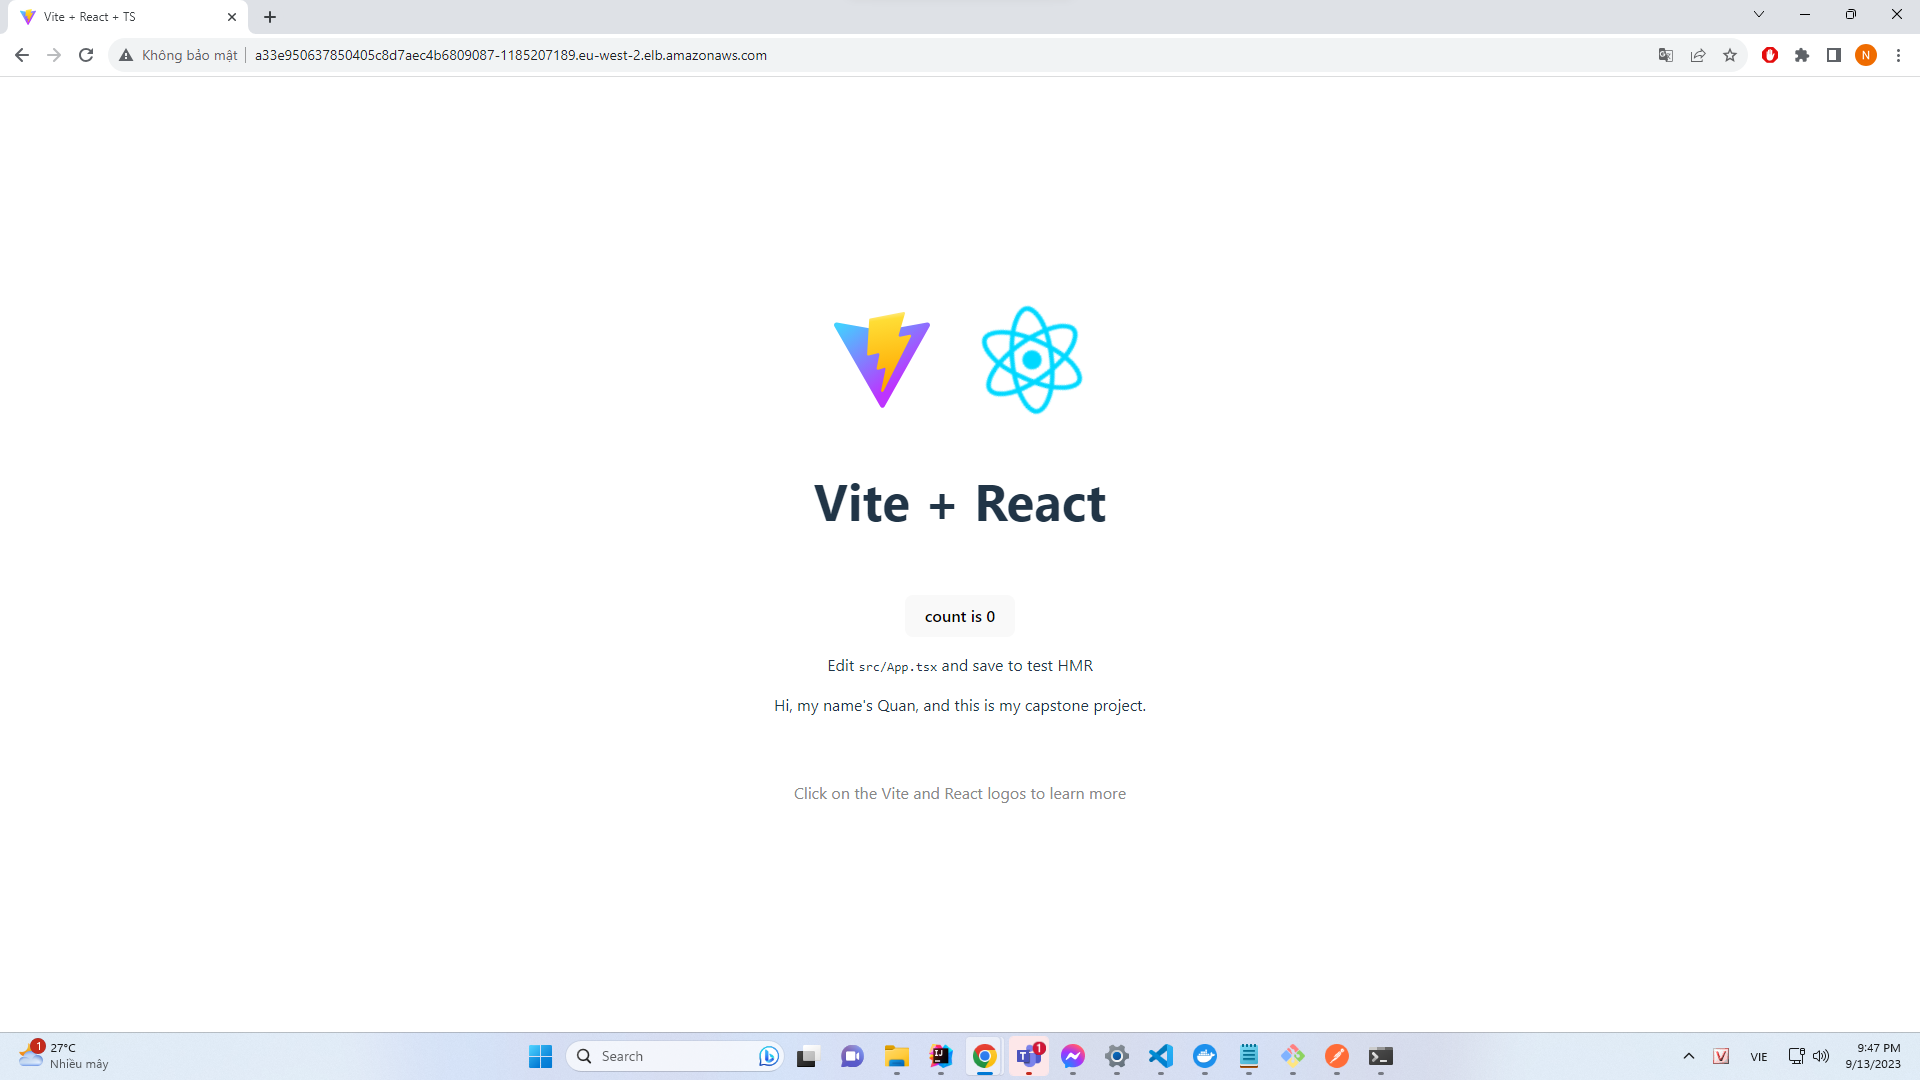 Vite + React + TS
Không bảo mật
a33e950637850405c8d7aec4b6809087-1185207189.eu-west-2.elb.amazonaws.com
N
Vite + React
count is 0
Edit src/App.tsx and save to test HMR
Hi, my name's Quan, and this is my capstone project.
Click on the Vite and React logos to learn more
1
27°C
Nhiều mây
Search
IJ
T
1
V
VIE
9:47 PM
9/13/2023